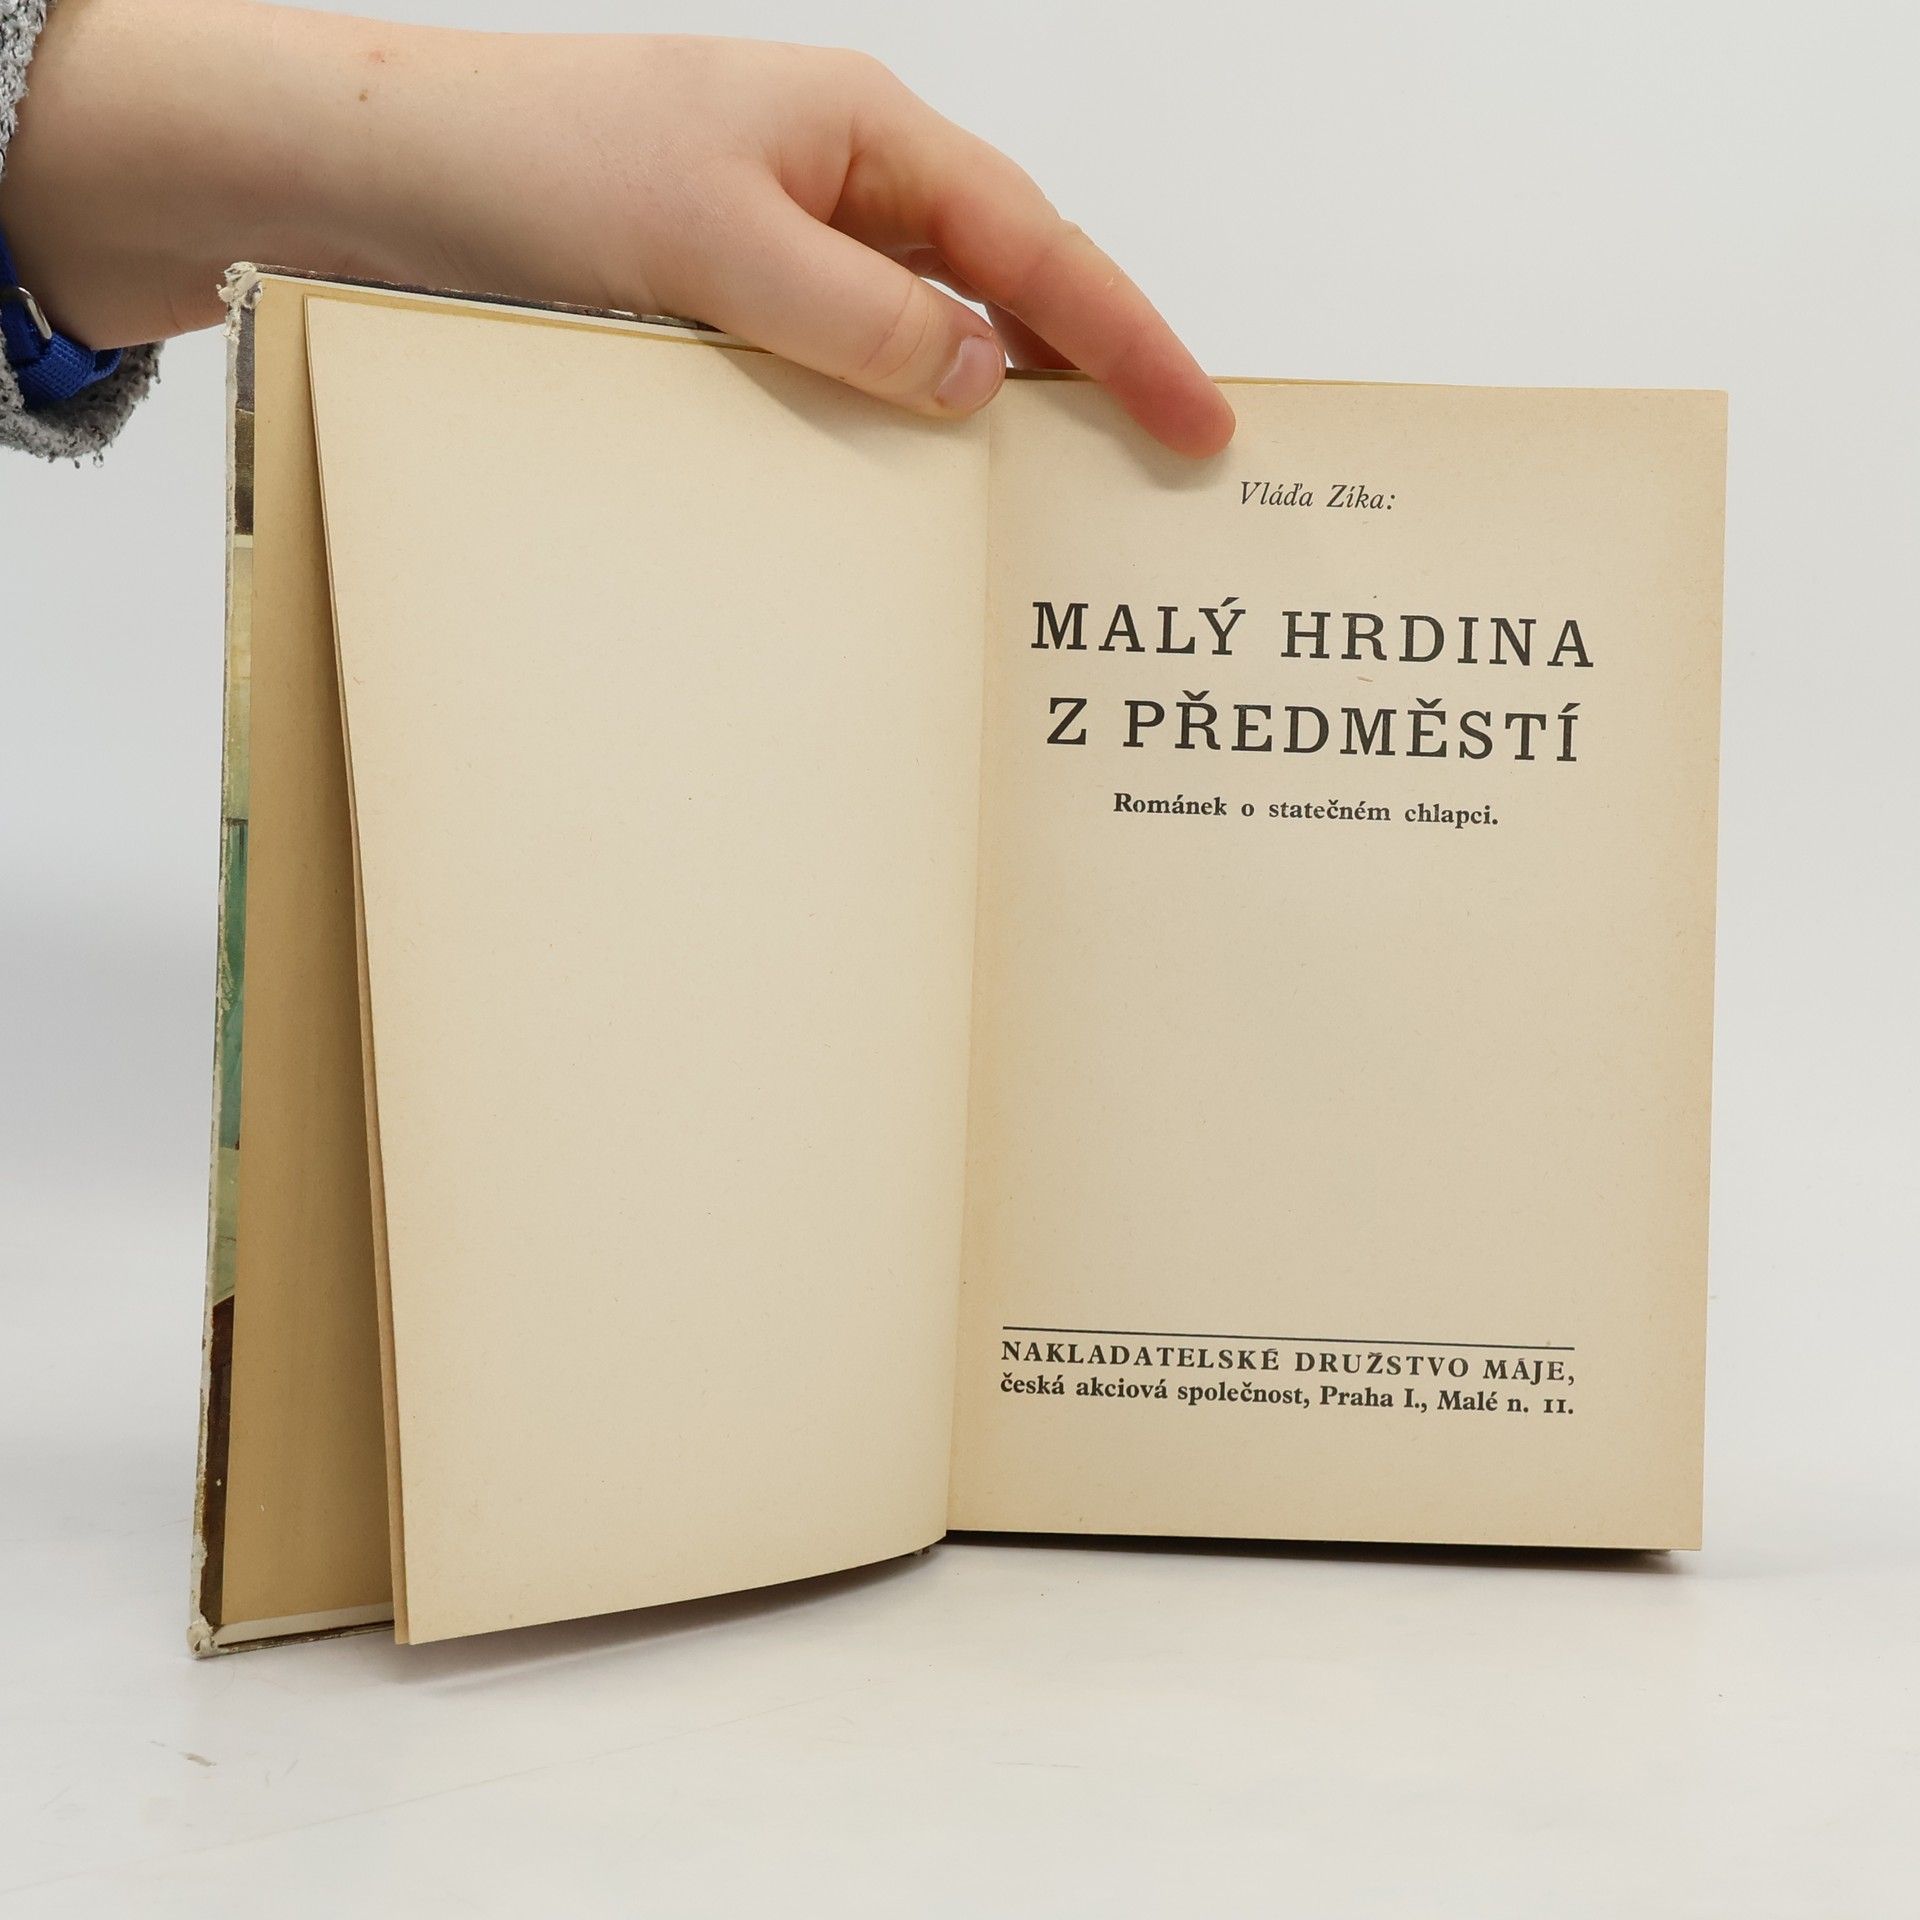 Vláďa Zíka:
MALÝ HRDINA
Z PŘEDMĚSTÍ
Románek o statečném chlapci.
NAKLADATELSKÉ DRUŽSTVO MÁJE,
česká akciová společnost, Praha I., Malé n. 11.